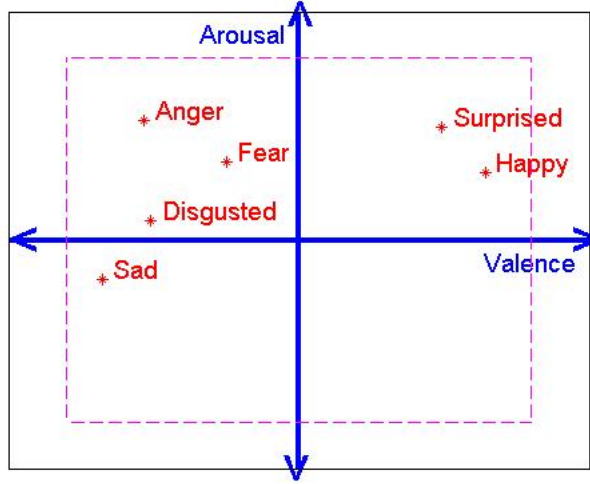 Arousal
Anger
Surprised
Fear
Happy
Disgusted
Valence
Sad